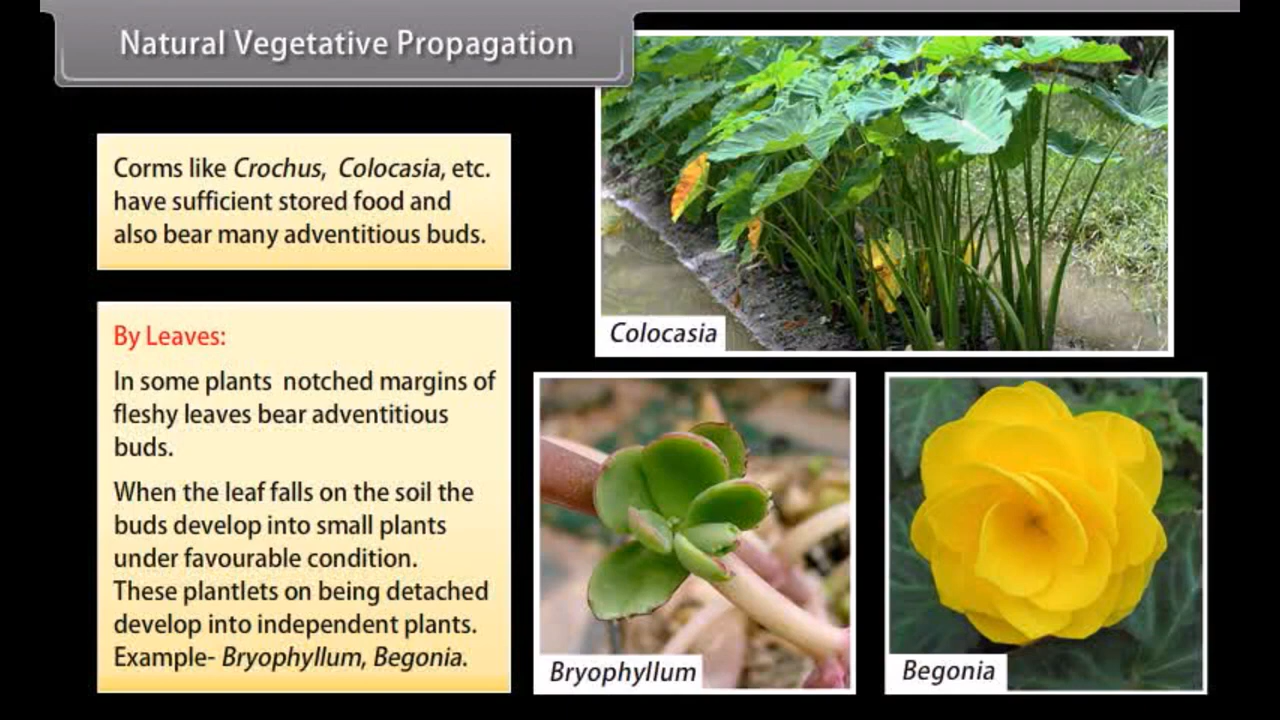 Natural Vegetative Propagation
Corms like Crochus, Colocasia, etc.
have sufficient stored food and
also bear many adventitious buds.
By Leaves:
In some plants notched margins of
fleshy leaves bear adventitious
buds.
When the leaf falls on the soil the
buds develop into small plants
under favourable condition.
These plantlets on being detached
develop into independent plants.
Example- Bryophyllum, Begonia.
Colocasia
Bryophyllum
Begonia